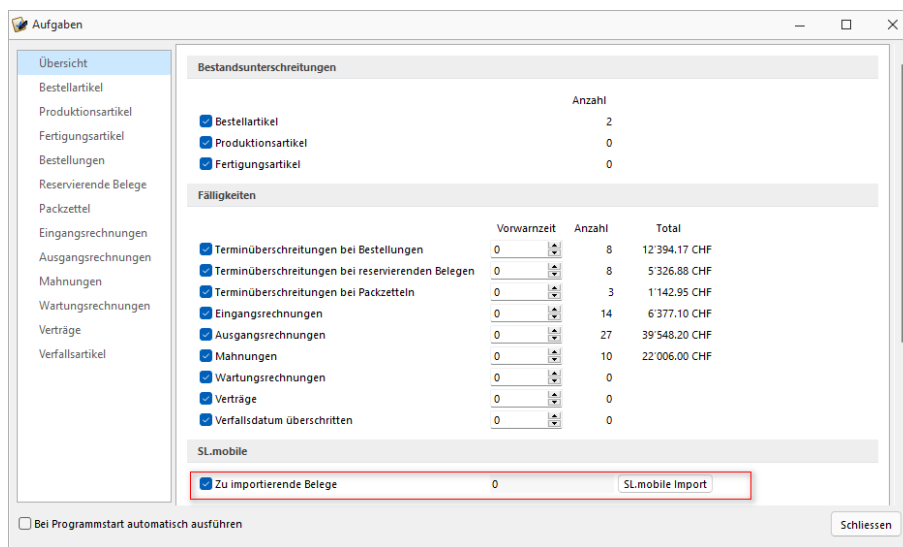 Aufgaben
Übersicht
Bestellartikel
Produktionsartikel
Fertigungsartikel
Bestellungen
Reservierende Belege
Packzettel
Eingangsrechnungen
Ausgangsrechnungen
Mahnungen
Wartungsrechnungen
Verträge
Verfallsartikel
Bestandsunterschreitungen
Anzahl
Bestellartikel 2
Produktionsartikel 0
Fertigungsartikel 0
Fälligkeiten
Vorwarnzeit Anzahl Total
Terminüberschreitungen bei Bestellungen 0 8 12'394.17 CHF
Terminüberschreitungen bei reservierenden Belegen 0 8 5'326.88 CHF
Terminüberschreitungen bei Packzetteln 0 3 1'142.95 CHF
Eingangsrechnungen 0 14 6'377.10 CHF
Ausgangsrechnungen 0 27 39'548.20 CHF
Mahnungen 0 10 22'006.00 CHF
Wartungsrechnungen 0 0
Verträge 0 0
Verfallsdatum überschritten 0 0
SL.mobile
Zu importierende Belege 0 SL.mobile Import
Bei Programmstart automatisch ausführen
Schliessen